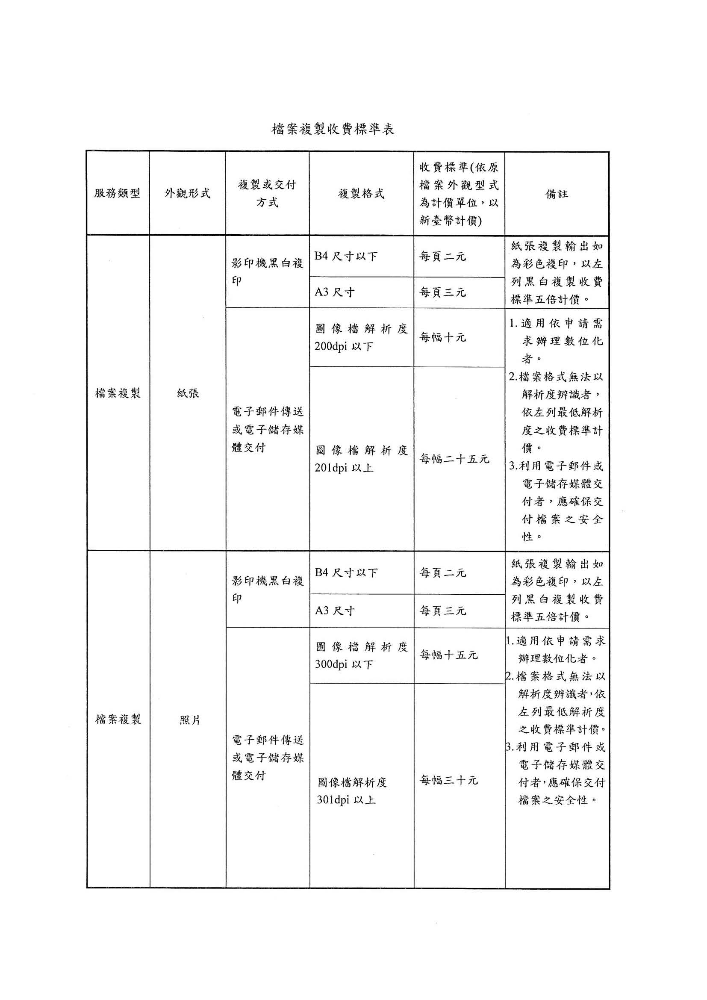 檔案複製收費標準表
服務類型
外觀形式
複製或交付
方式
複製格式
收費標準(依原
檔案外觀型式
為計價單位，以
新臺幣計價)
備註
檔案複製
紙張
影印機黑白複
印
B4 尺寸以下
每頁二元
A3 尺寸
每頁三元
紙張複製輸出如
為彩色複印，以左
列黑白複製收費
標準五倍計價。
電子郵件傳送
或電子儲存媒
體交付
圖像檔解析度
200dpi 以下
每幅十元
圖像檔解析度
201dpi 以上
每幅二十五元
1.適用依申請需
求辦理數位化
者。
2.檔案格式無法以
解析度辨識者，
依左列最低解析
度之收費標準計
價。
3.利用電子郵件或
電子儲存媒體交
付者，應確保交
付檔案之安全
性。
檔案複製
照片
影印機黑白複
印
B4 尺寸以下
每頁二元
A3 尺寸
每頁三元
紙張複製輸出如
為彩色複印，以左
列黑白複製收費
標準五倍計價。
電子郵件傳送
或電子儲存媒
體交付
圖像檔解析度
300dpi 以下
每幅十五元
圖像檔解析度
301dpi 以上
每幅三十元
1.適用依申請需求
辦理數位化者。
2.檔案格式無法以
解析度辨識者，依
左列最低解析度
之收費標準計價。
3.利用電子郵件或
電子儲存媒體交
付者，應確保交付
檔案之安全性。